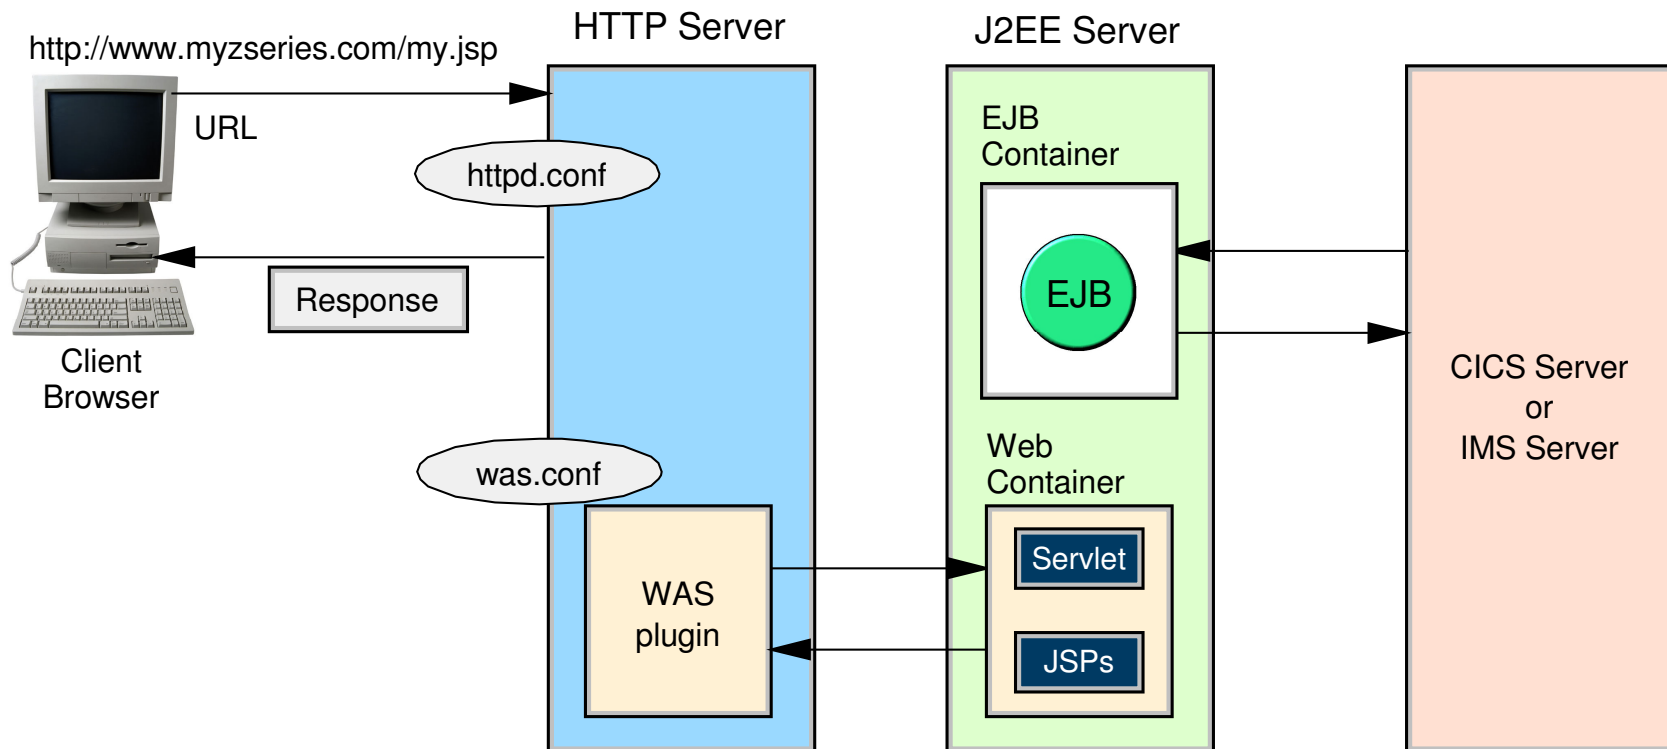 HTTP Server
J2EE Server
http://www.myzseries.com/my.jsp
URL
httpd.conf
Response
Client
Browser
was.conf
WAS
plugin
EJB
Container
EJB
Web
Container
Servlet
JSPs
CICS Server
or
IMS Server